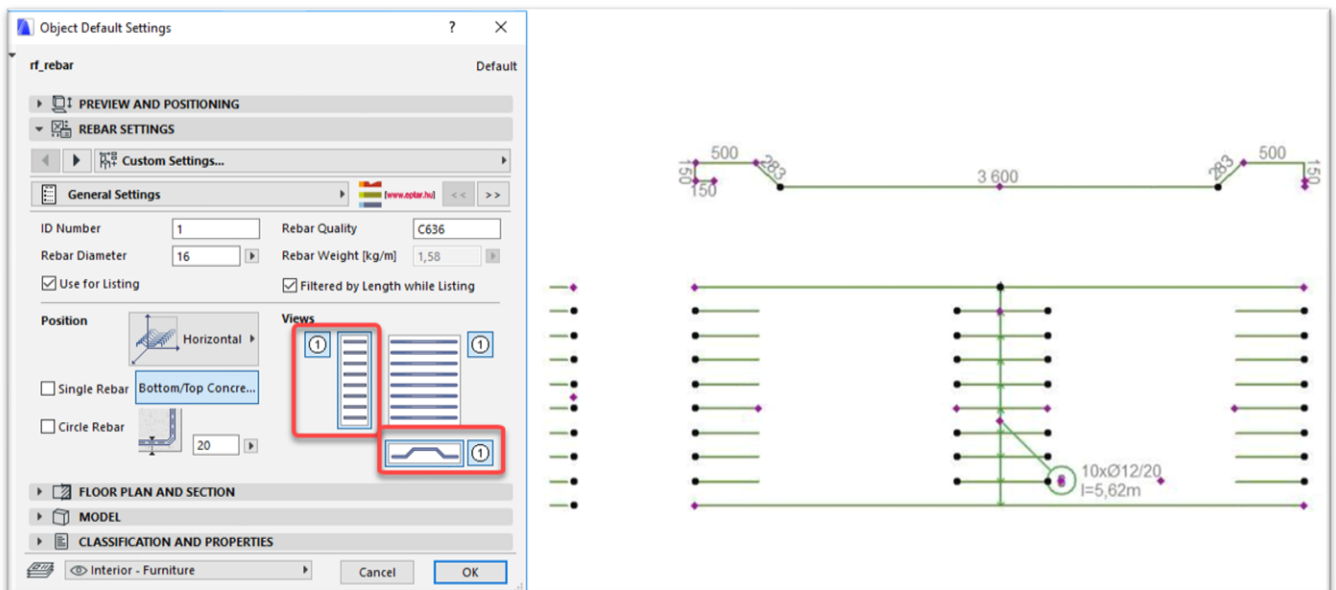 Object Default Settings ? ×
rf_rebar Default
PREVIEW AND POSITIONING
REBAR SETTINGS
Custom Settings...
General Settings [www.eptar.hu] << >>
ID Number 1 Rebar Quality C636
Rebar Diameter 16 Rebar Weight [kg/m] 1,58
Use for Listing Filtered by Length while Listing
Position Views
Horizontal 1 1
Single Rebar Bottom/Top Concre...
Circle Rebar
20 1
FLOOR PLAN AND SECTION
MODEL
CLASSIFICATION AND PROPERTIES
Interior - Furniture Cancel OK
500 283 3 600 283 500
150 150
150
10xØ12/20
l=5,62m